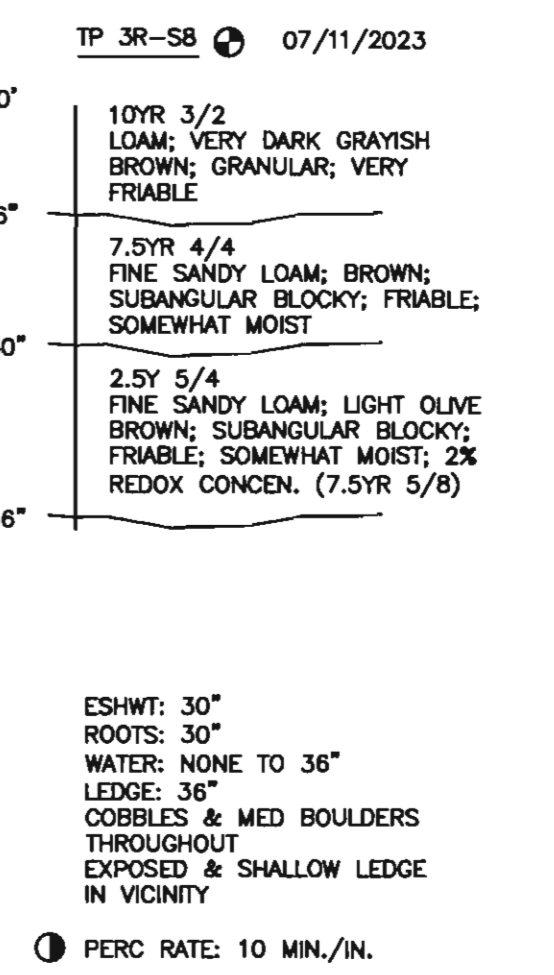 TP 3R-S8 07/11/2023
0'
10YR 3/2
LOAM; VERY DARK GRAYISH
BROWN; GRANULAR; VERY
FRIABLE
6"
7.5YR 4/4
FINE SANDY LOAM; BROWN;
SUBANGULAR BLOCKY; FRIABLE;
SOMEWHAT MOIST
0"
2.5Y 5/4
FINE SANDY LOAM; LIGHT OLIVE
BROWN; SUBANGULAR BLOCKY;
FRIABLE; SOMEWHAT MOIST; 2%
REDOX CONCEN. (7.5YR 5/8)
6"
ESHWT: 30"
ROOTS: 30"
WATER: NONE TO 36"
LEDGE: 36"
COBBLES & MED BOULDERS
THROUGHOUT
EXPOSED & SHALLOW LEDGE
IN VICINITY
PERC RATE: 10 MIN./IN.